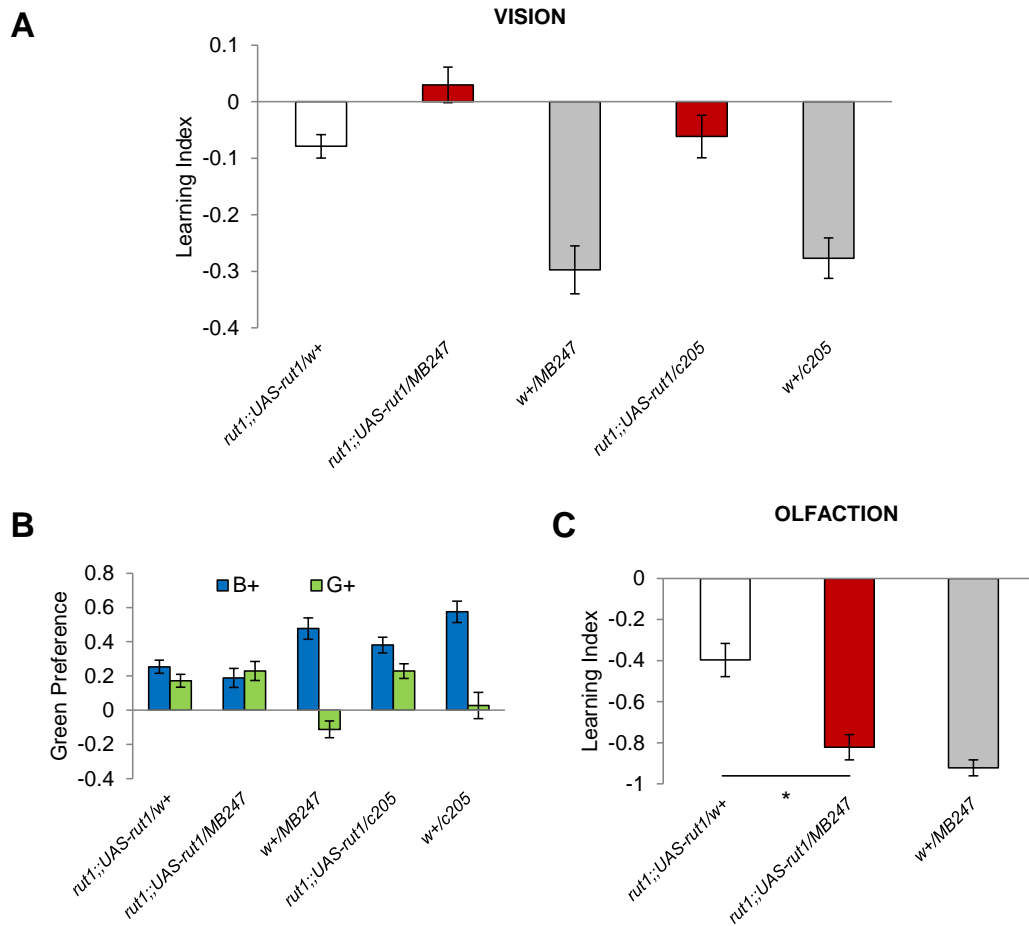 A
VISION
0.1
0
-0.1
-0.2
-0.3
-0.4
Learning Index
rut1;;UAS-rut1/w+
rut1;;UAS-rut1/MB247
w+/MB247
rut1;;UAS-rut1/c205
w+/c205
B
B+
G+
0.8
0.6
0.4
0.2
0
-0.2
-0.4
Green Preference
rut1;;UAS-rut1/w+
rut1;;UAS-rut1/MB247
w+/MB247
rut1;;UAS-rut1/c205
w+/c205
C
OLFACTION
0
-0.2
-0.4
-0.6
-0.8
-1
Learning Index
*
rut1;;UAS-rut1/w+
rut1;;UAS-rut1/MB247
w+/MB247